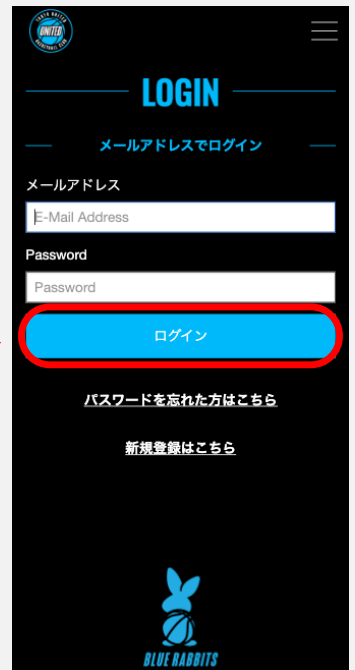 UNITED
LOGIN
メールアドレスでログイン
メールアドレス
E-Mail Address
Password
Password
ログイン
パスワードを忘れた方はこちら
新規登録はこちら
BLUE RABBITS